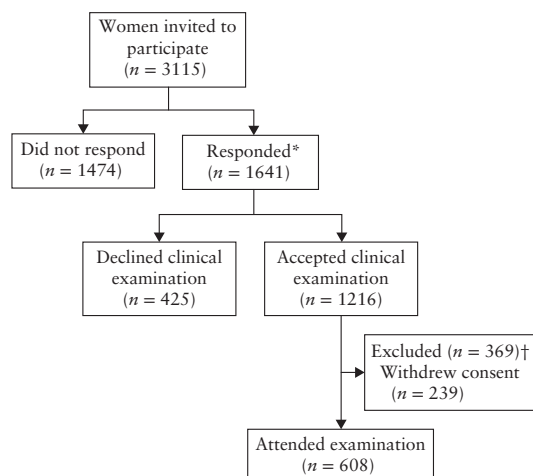 Women invited to
participate
(n = 3115)
Did not respond
(n = 1474)
Responded*
(n = 1641)
Declined clinical
examination
(n = 425)
Accepted clinical
examination
(n = 1216)
Excluded (n = 369)†
Withdrew consent
(n = 239)
Attended examination
(n = 608)